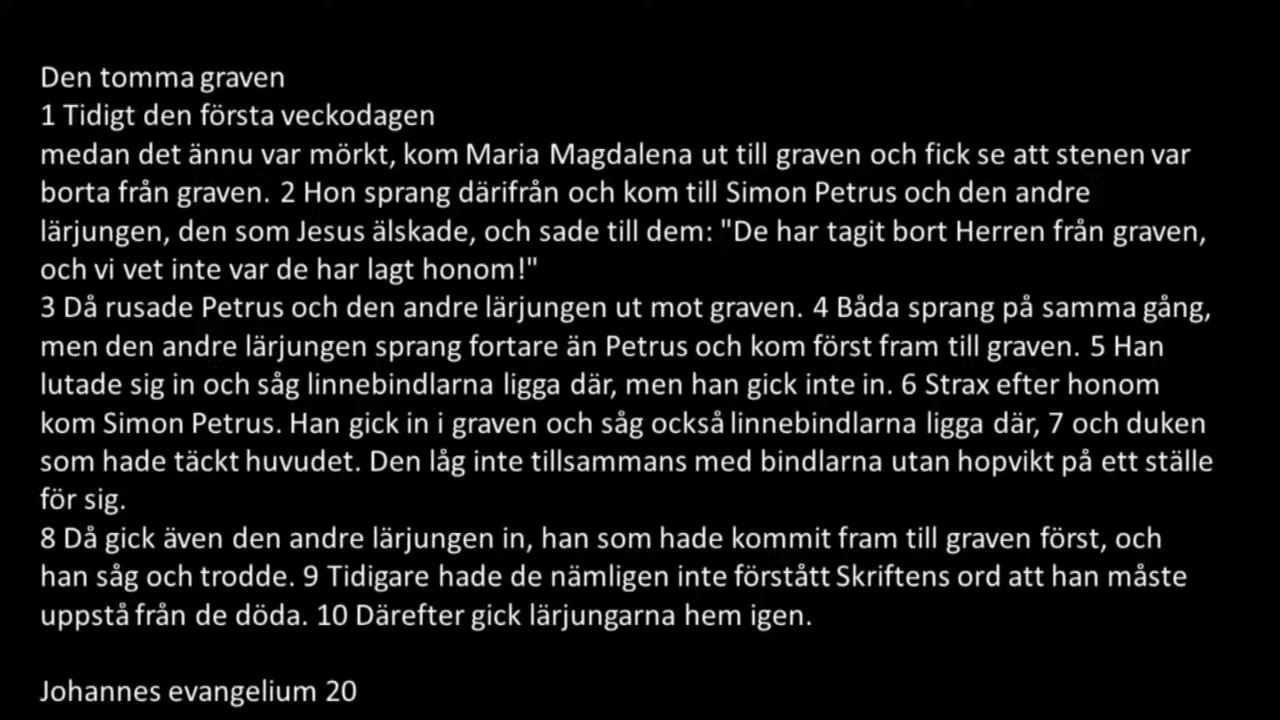 Den tomma graven
1 Tidigt den första veckodagen
medan det ännu var mörkt, kom Maria Magdalena ut till graven och fick se att stenen var
borta från graven. 2 Hon sprang därifrån och kom till Simon Petrus och den andre
lärjungen, den som Jesus älskade, och sade till dem: "De har tagit bort Herren från graven,
och vi vet inte var de har lagt honom!"
3 Då rusade Petrus och den andre lärjungen ut mot graven. 4 Båda sprang på samma gång,
men den andre lärjungen sprang fortare än Petrus och kom först fram till graven. 5 Han
lutade sig in och såg linnebindlarna ligga där, men han gick inte in. 6 Strax efter honom
kom Simon Petrus. Han gick in i graven och såg också linnebindlarna ligga där, 7 och duken
som hade täckt huvudet. Den låg inte tillsammans med bindlarna utan hopvikt på ett ställe
för sig.
8 Då gick även den andre lärjungen in, han som hade kommit fram till graven först, och
han såg och trodde. 9 Tidigare hade de nämligen inte förstått Skriftens ord att han måste
uppstå från de döda. 10 Därefter gick lärjungarna hem igen.
Johannes evangelium 20